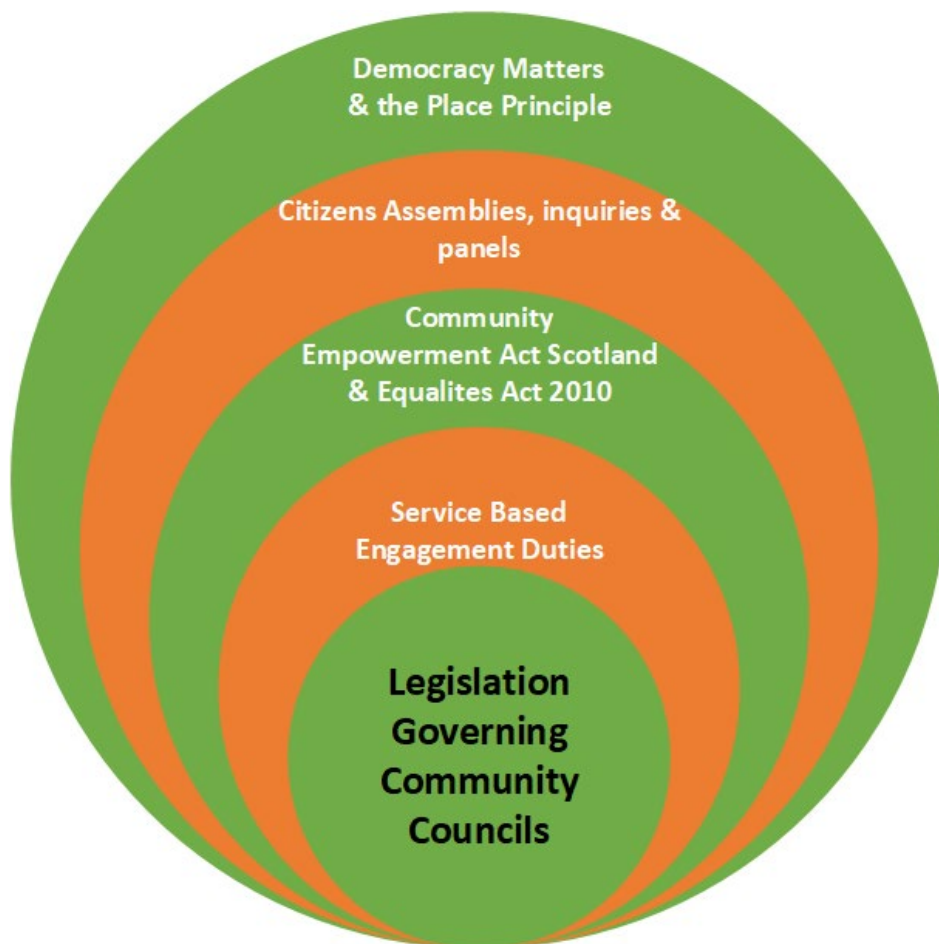 Democracy Matters
& the Place Principle
Citizens Assemblies, inquiries &
panels
Community
Empowerment Act Scotland
& Equalites Act 2010
Service Based
Engagement Duties
Legislation
Governing
Community
Councils